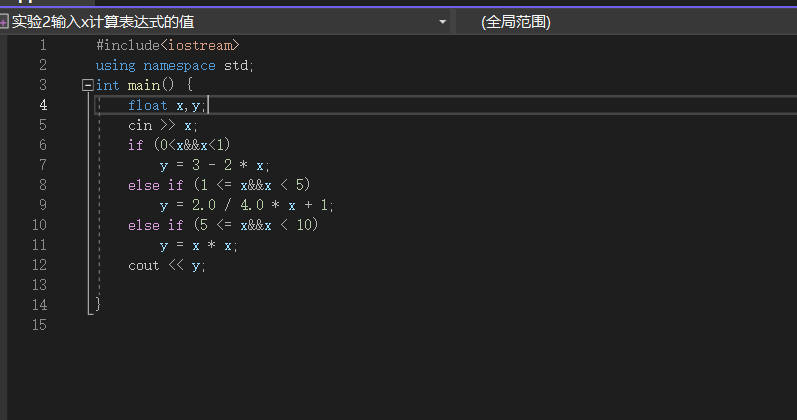 实验2输入x计算表达式的值 (全局范围)
1 #include<iostream>
2 using namespace std;
3 int main() {
4 float x,y;
5 cin >> x;
6 if (0<x&&x<1)
7 y = 3 - 2 * x;
8 else if (1 <= x&&x < 5)
9 y = 2.0 / 4.0 * x + 1;
10 else if (5 <= x&&x < 10)
11 y = x * x;
12 cout << y;
13
14 }
15